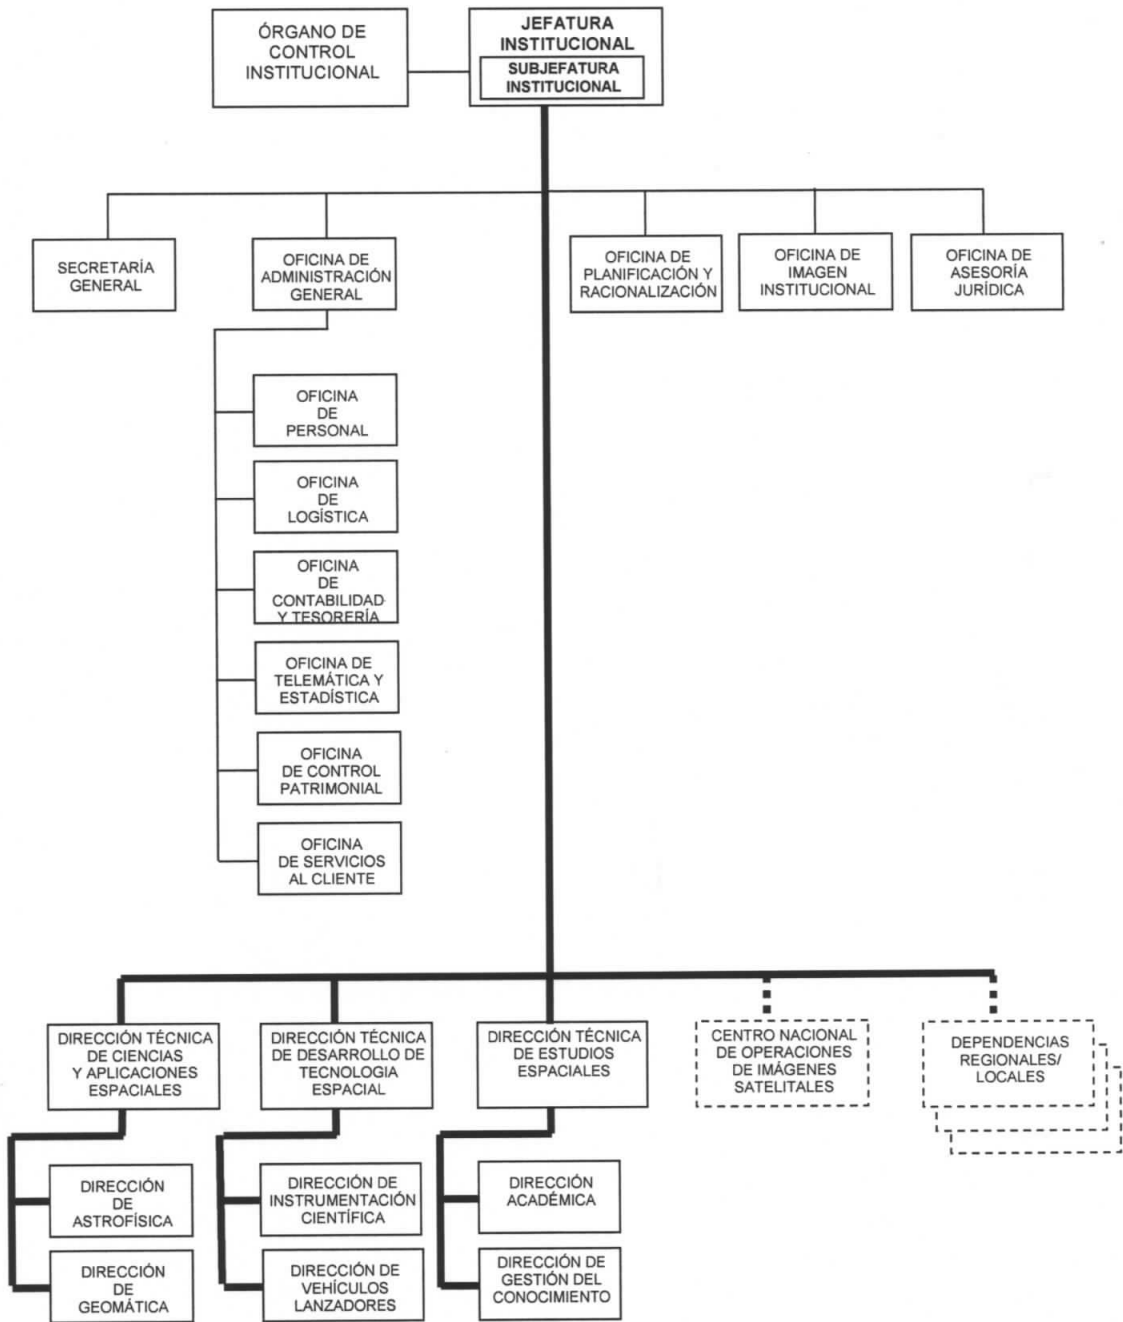 ÓRGANO DE
CONTROL
INSTITUCIONAL
JEFATURA
INSTITUCIONAL
SUBJEFATURA
INSTITUCIONAL
SECRETARÍA
GENERAL
OFICINA DE
ADMINISTRACIÓN
GENERAL
OFICINA DE
PLANIFICACIÓN Y
RACIONALIZACIÓN
OFICINA DE
IMAGEN
INSTITUCIONAL
OFICINA DE
ASESORÍA
JURÍDICA
OFICINA
DE
PERSONAL
OFICINA
DE
LOGÍSTICA
OFICINA
DE
CONTABILIDAD
Y TESORERÍA
OFICINA DE
TELEMÁTICA Y
ESTADÍSTICA
OFICINA
DE CONTROL
PATRIMONIAL
OFICINA
DE SERVICIOS
AL CLIENTE
DIRECCIÓN TÉCNICA
DE CIENCIAS
Y APLICACIONES
ESPACIALES
DIRECCIÓN TÉCNICA
DE DESARROLLO DE
TECNOLOGIA
ESPACIAL
DIRECCIÓN TÉCNICA
DE ESTUDIOS
ESPACIALES
CENTRO NACIONAL
DE OPERACIONES
DE IMÁGENES
SATELITALES
DEPENDENCIAS
REGIONALES/
LOCALES
DIRECCIÓN
DE
ASTROFÍSICA
DIRECCIÓN DE
INSTRUMENTACIÓN
CIENTÍFICA
DIRECCIÓN
ACADÉMICA
DIRECCIÓN
DE
GEOMÁTICA
DIRECCIÓN DE
VEHÍCULOS
LANZADORES
DIRECCIÓN DE
GESTIÓN DEL
CONOCIMIENTO